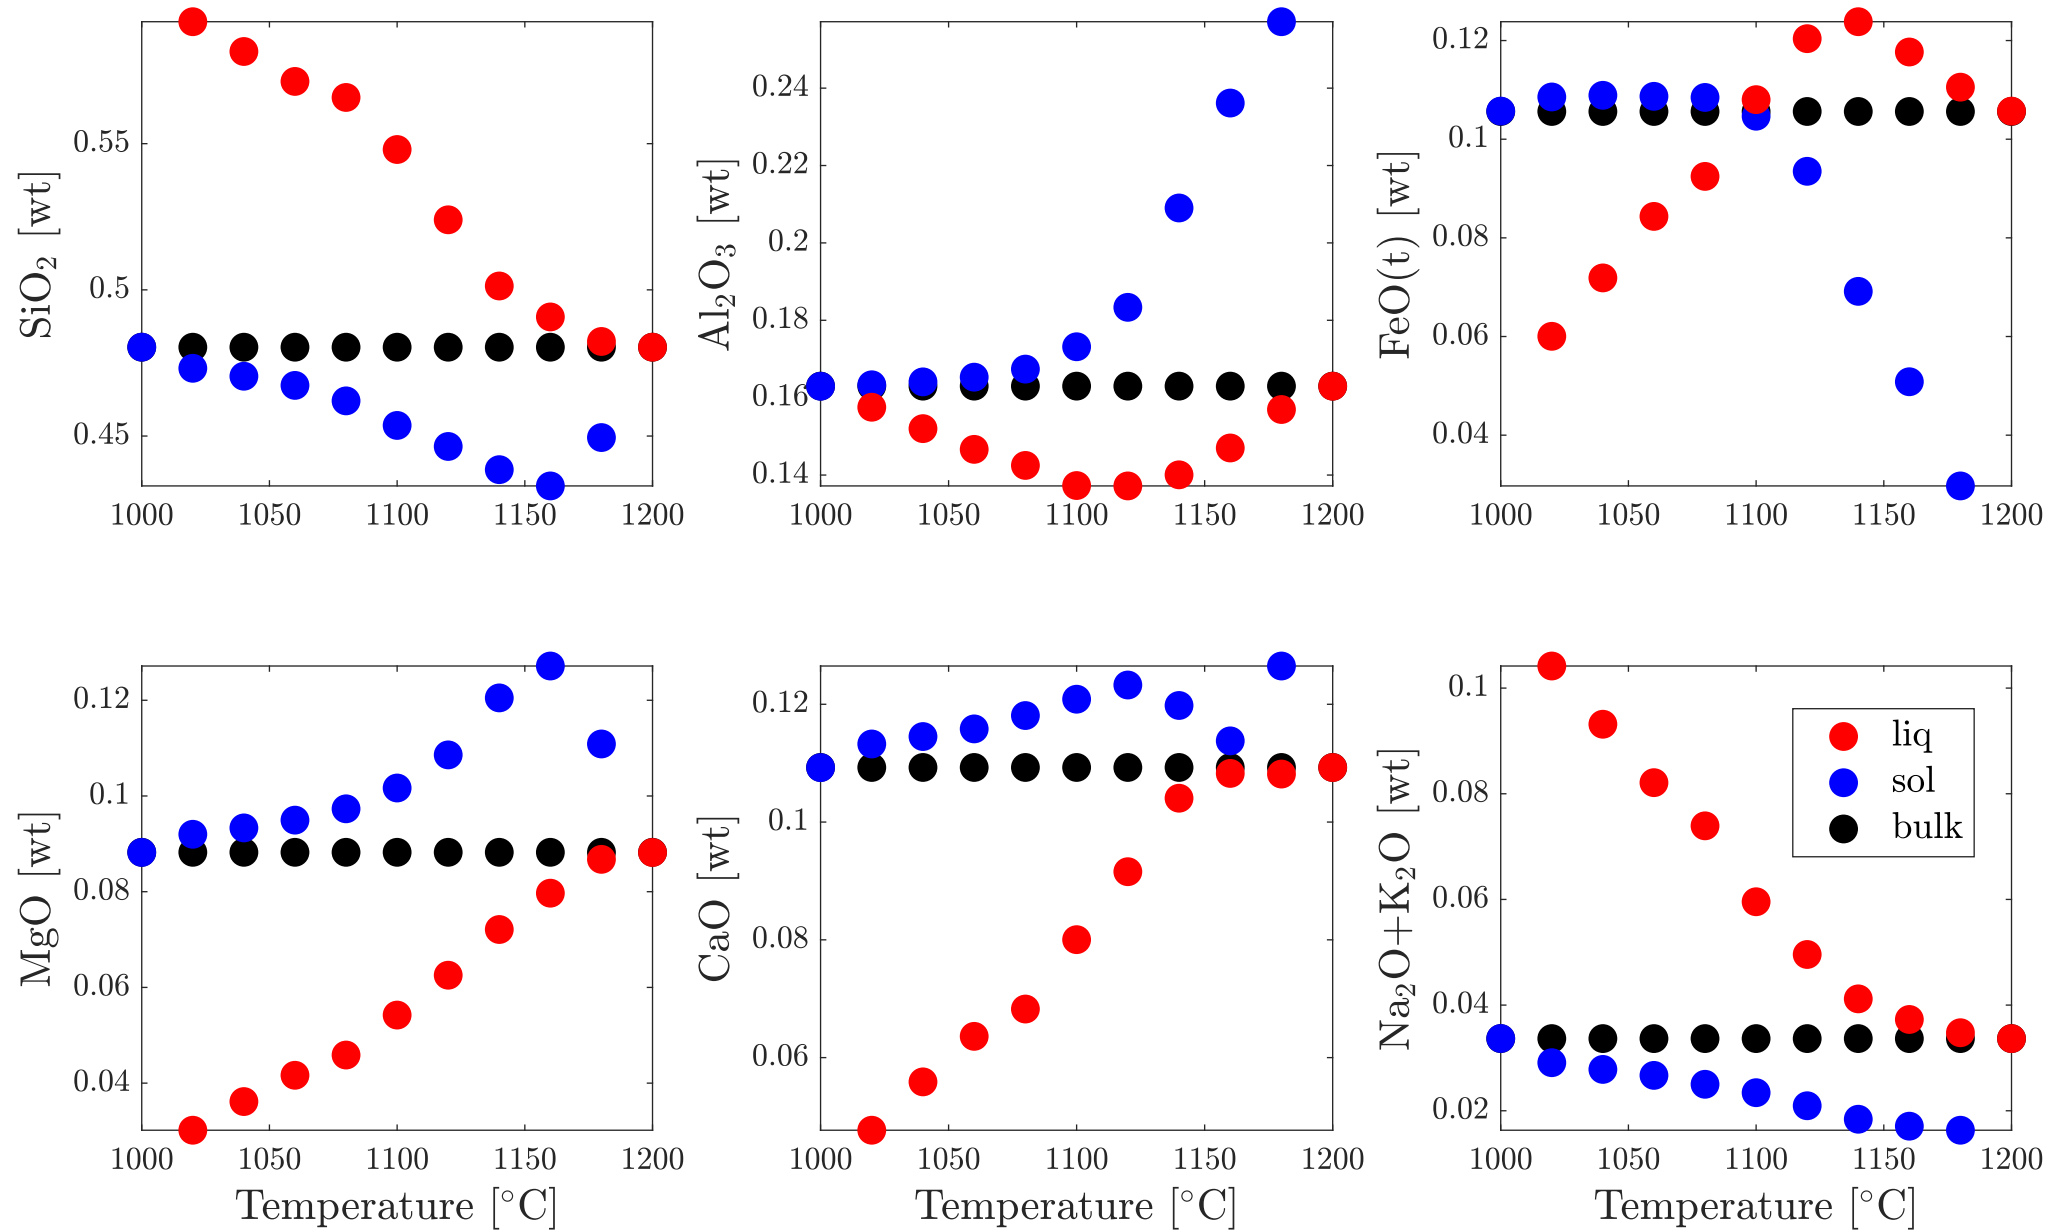 SiO₂ [wt]
0.55
0.5
0.45
1000 1050 1100 1150 1200
Al₂O₃ [wt]
0.24
0.22
0.2
0.18
0.16
0.14
1000 1050 1100 1150 1200
FeO(t) [wt]
0.12
0.1
0.08
0.06
0.04
1000 1050 1100 1150 1200
MgO [wt]
0.12
0.1
0.08
0.06
0.04
1000 1050 1100 1150 1200
Temperature [°C]
CaO [wt]
0.12
0.1
0.08
0.06
1000 1050 1100 1150 1200
Temperature [°C]
Na₂O+K₂O [wt]
0.1
0.08
0.06
0.04
0.02
1000 1050 1100 1150 1200
Temperature [°C]
liq
sol
bulk